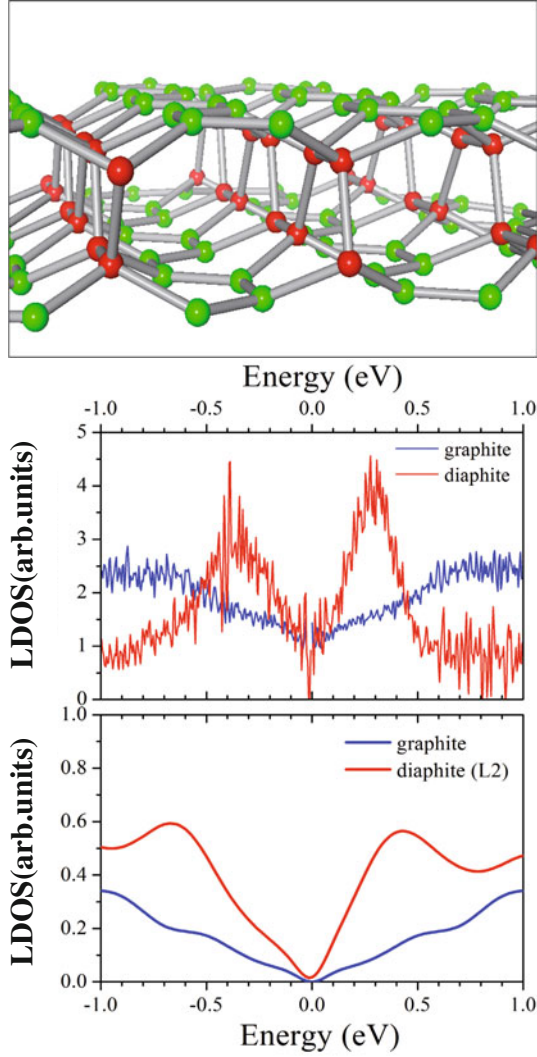 Energy (eV)
-1.0 -0.5 0.0 0.5 1.0
LDOS(arb.units)
5
4
3
2
1
0
graphite
diaphite
LDOS(arb.units)
1.0
0.8
0.6
0.4
0.2
0.0
graphite
diaphite (L2)
-1.0 -0.5 0.0 0.5 1.0
Energy (eV)